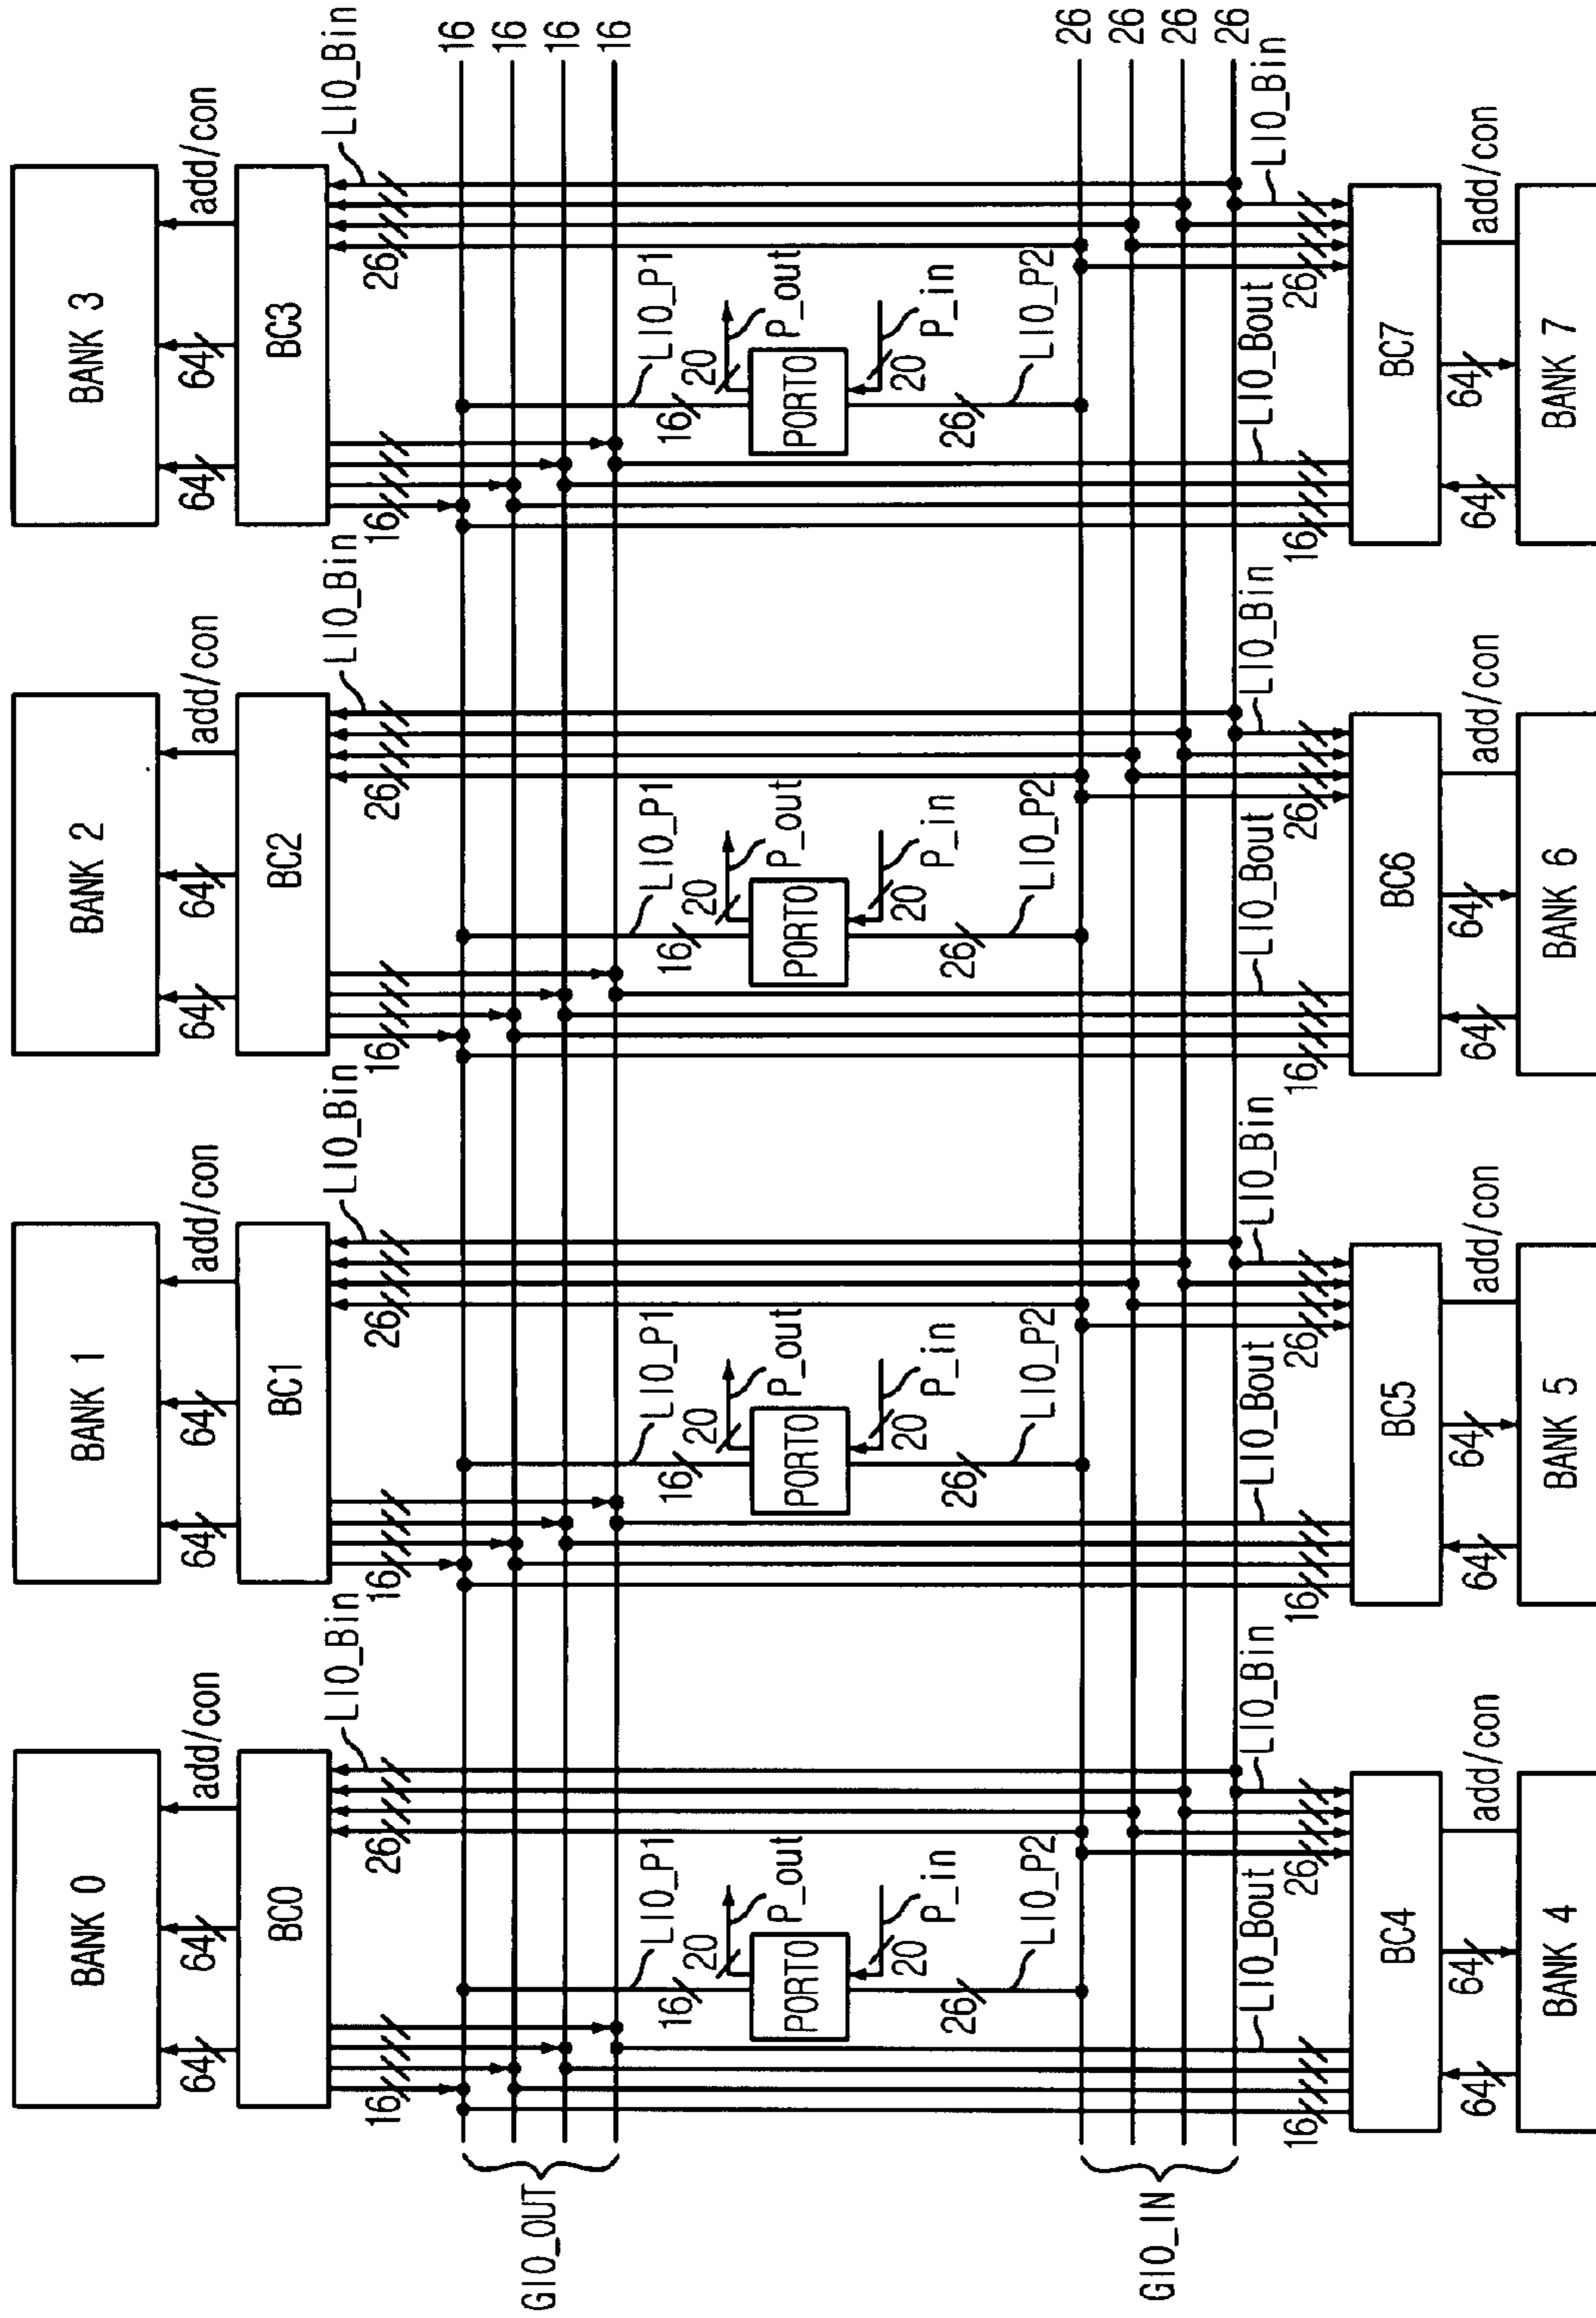 BANK 0 BANK 1 BANK 2 BANK 3
64 64 add/con 64 64 add/con 64 64 add/con 64 64 add/con
BC0 BC1 BC2 BC3
LIO_Bin LIO_Bin LIO_Bin LIO_Bin
16 26 16 26 16 26 16 26
GIO_OUT
16
16
16
16
LIO_P1 LIO_P1 LIO_P1 LIO_P1
16 20 16 20 16 20 16 20
P_out P_out P_out P_out
PORT0 PORT0 PORT0 PORT0
20 20 20 20
P_in P_in P_in P_in
26 26 26 26
LIO_P2 LIO_P2 LIO_P2 LIO_P2
GIO_IN
26
26
26
26
LIO_Bout LIO_Bin LIO_Bout LIO_Bin LIO_Bout LIO_Bin LIO_Bout LIO_Bin
16 26 16 26 16 26 16 26
BC4 BC5 BC6 BC7
64 64 add/con 64 64 add/con 64 64 add/con 64 64 add/con
BANK 4 BANK 5 BANK 6 BANK 7